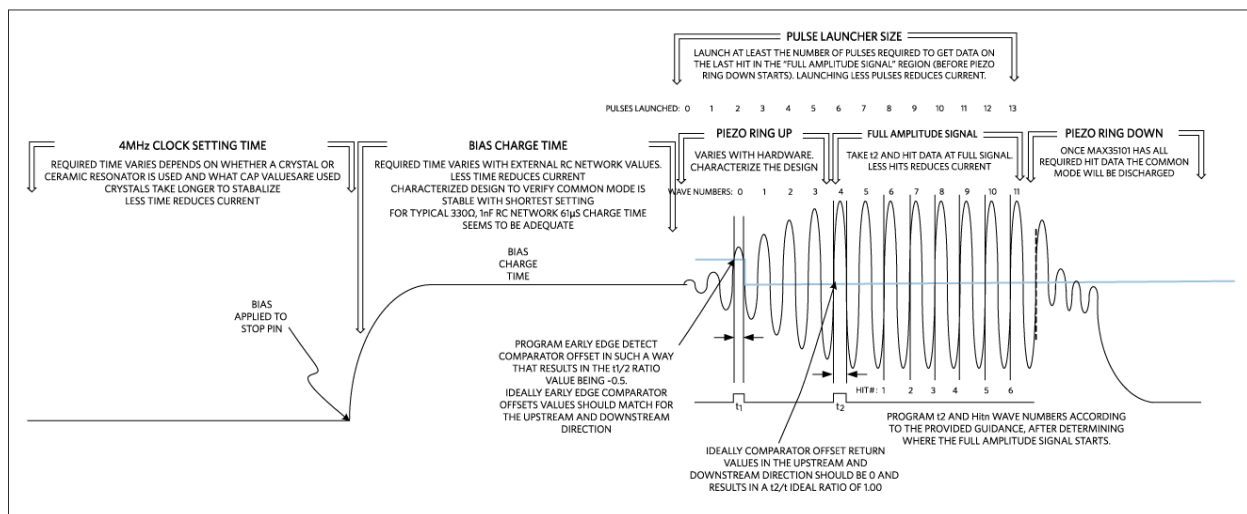 PULSE LAUNCHER SIZE
LAUNCH AT LEAST THE NUMBER OF PULSES REQUIRED TO GET DATA ON
THE LAST HIT IN THE "FULL AMPLITUDE SIGNAL" REGION (BEFORE PIEZO
RING DOWN STARTS). LAUNCHING LESS PULSES REDUCES CURRENT.
PULSES LAUNCHED: 0 1 2 3 4 5 6 7 8 9 10 11 12 13
4MHz CLOCK SETTING TIME
REQUIRED TIME VARIES DEPENDS ON WHETHER A CRYSTAL OR
CERAMIC RESONATOR IS USED AND WHAT CAP VALUESARE USED
CRYSTALS TAKE LONGER TO STABALIZE
LESS TIME REDUCES CURRENT
BIAS CHARGE TIME
REQUIRED TIME VARIES WITH EXTERNAL RC NETWORK VALUES.
LESS TIME REDUCES CURRENT
CHARACTERIZED DESIGN TO VERIFY COMMON MODE IS
STABLE WITH SHORTEST SETTING
FOR TYPICAL 330Ω, 1nF RC NETWORK 61µS CHARGE TIME
SEEMS TO BE ADEQUATE
PIEZO RING UP
VARIES WITH HARDWARE.
CHARACTERIZE THE DESIGN
FULL AMPLITUDE SIGNAL
TAKE t2 AND HIT DATA AT FULL SIGNAL.
LESS HITS REDUCES CURRENT
PIEZO RING DOWN
ONCE MAX35101 HAS ALL
REQUIRED HIT DATA THE COMMON
MODE WILL BE DISCHARGED
WAVE NUMBERS: 0 1 2 3 4 5 6 7 8 9 10 11
BIAS
CHARGE
TIME
BIAS
APPLIED TO
STOP PIN
PROGRAM EARLY EDGE DETECT
COMPARATOR OFFSET IN SUCH A WAY
THAT RESULTS IN THE t1/2 RATIO
VALUE BEING ~0.5.
IDEALLY EARLY EDGE COMPARATOR
OFFSETS VALUES SHOULD MATCH FOR
THE UPSTREAM AND DOWNSTREAM
DIRECTION
HIT#: 1 2 3 4 5 6
t1
t2
PROGRAM t2 AND Hitn WAVE NUMBERS ACCORDING
TO THE PROVIDED GUIDANCE, AFTER DETERMINING
WHERE THE FULL AMPLITUDE SIGNAL STARTS.
IDEALLY COMPARATOR OFFSET RETURN
VALUES IN THE UPSTREAM AND
DOWNSTREAM DIRECTION SHOULD BE 0 AND
RESULTS IN A t2/t IDEAL RATIO OF 1.00